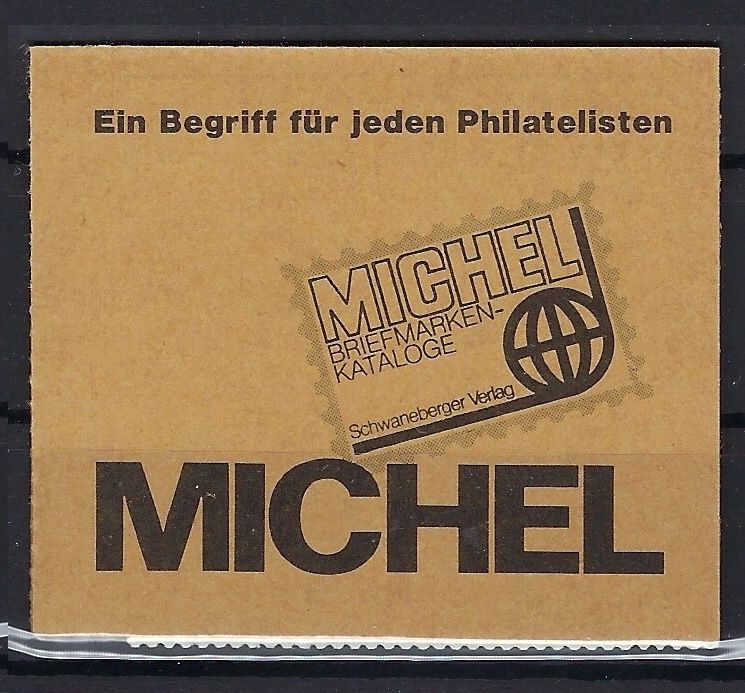 Ein Begriff für jeden Philatelisten
MICHEL
BRIEFMARKEN-
KATALOGE
Schwaneberger Verlag
MICHEL